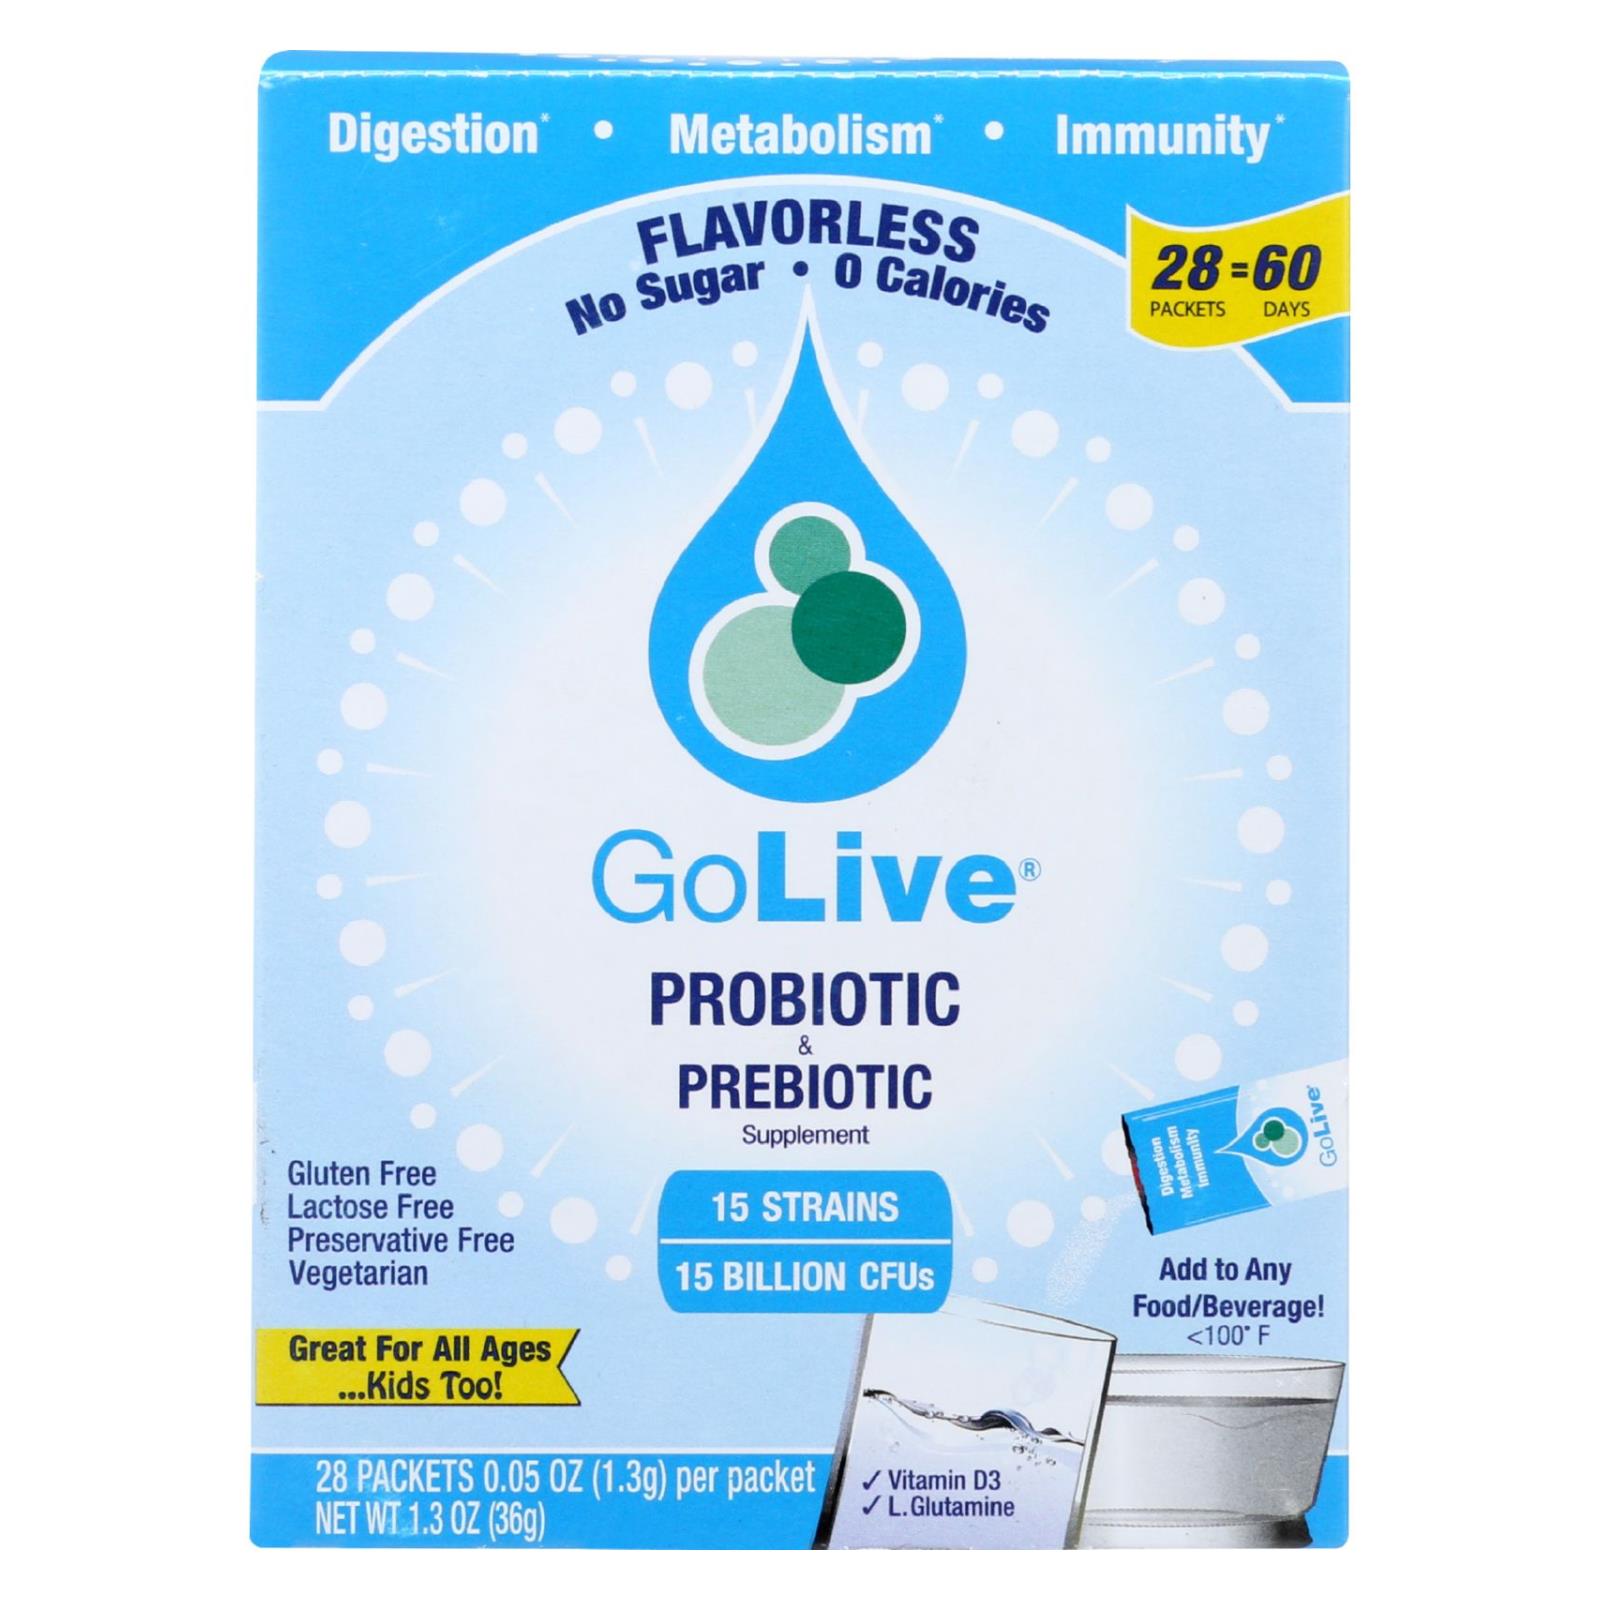 Digestion* • Metabolism* • Immunity*
FLAVORLESS
No Sugar • 0 Calories
28=60
PACKETS DAYS
GoLive®
PROBIOTIC
&
PREBIOTIC
Supplement
15 STRAINS
15 BILLION CFUs
Gluten Free
Lactose Free
Preservative Free
Vegetarian
Great For All Ages
...Kids Too!
Digestion
Metabolism
Immunity
GoLive®
Add to Any
Food/Beverage!
<100° F
✓ Vitamin D3
✓ L.Glutamine
28 PACKETS 0.05 OZ (1.3g) per packet
NET WT 1.3 OZ (36g)